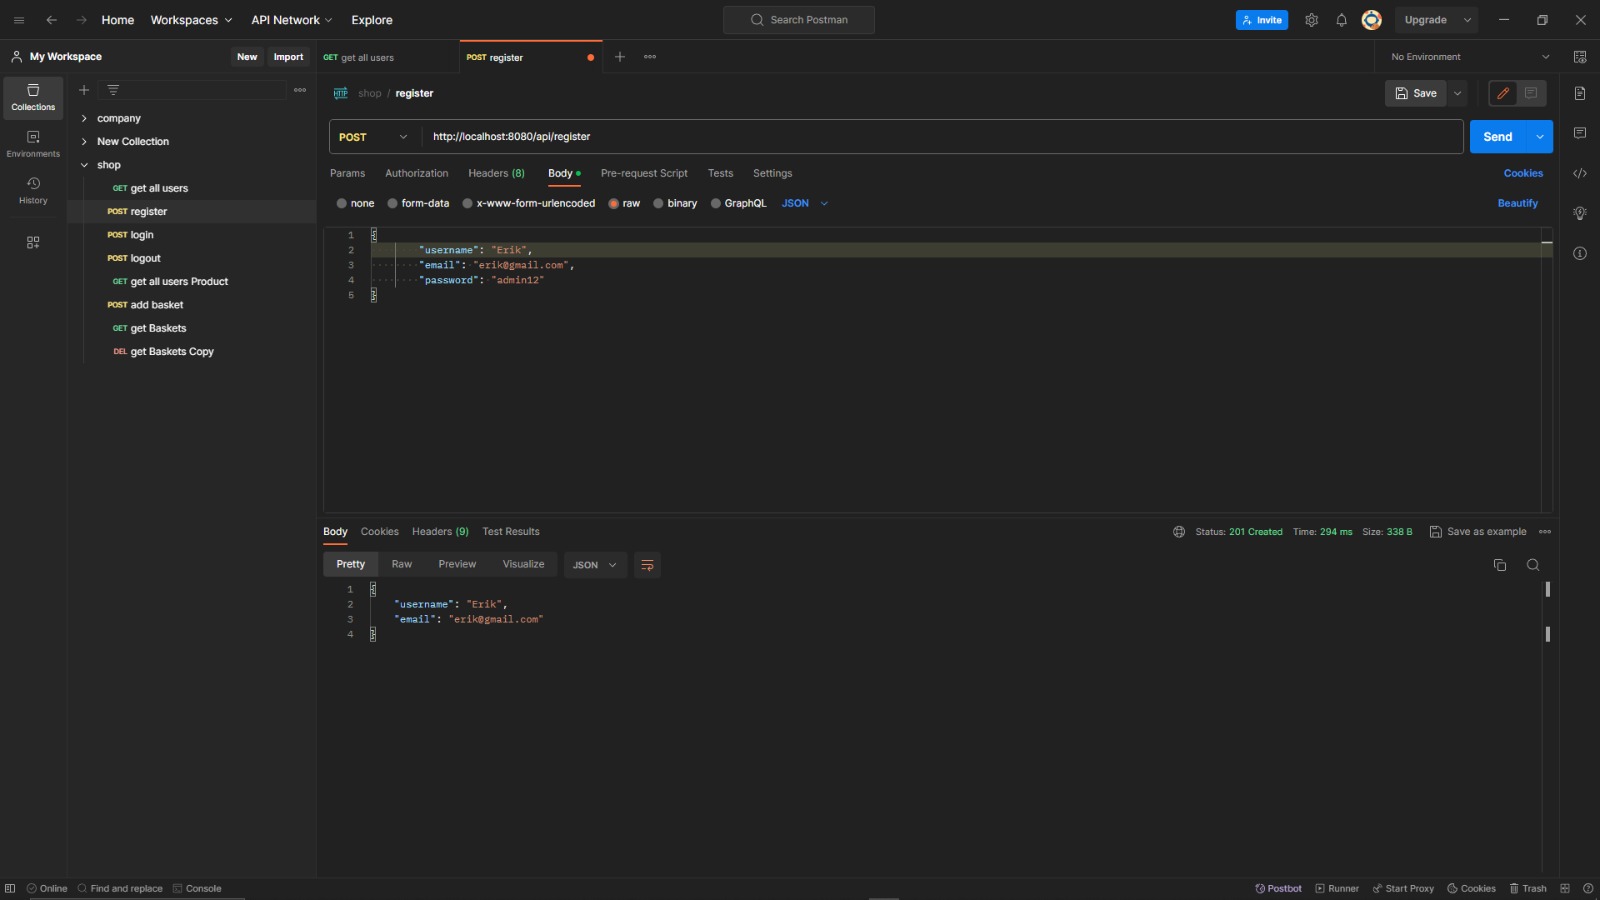 Home Workspaces API Network Explore Search Postman Invite Upgrade
My Workspace New Import GET get all users POST register No Environment
Collections
Environments
History
company
New Collection
shop
GET get all users
POST register
POST login
POST logout
GET get all users Product
POST add basket
GET get Baskets
DEL get Baskets Copy
HTTP shop / register Save
POST http://localhost:8080/api/register Send
Params Authorization Headers (8) Body Pre-request Script Tests Settings Cookies
none form-data x-www-form-urlencoded raw binary GraphQL JSON Beautify
1 {
2 "username": "Erik",
3 "email": "erik@gmail.com",
4 "password": "admin12"
5 }
Body Cookies Headers (9) Test Results Status: 201 Created Time: 294 ms Size: 338 B Save as example
Pretty Raw Preview Visualize JSON
1 {
2 "username": "Erik",
3 "email": "erik@gmail.com"
4 }
Online Find and replace Console Postbot Runner Start Proxy Cookies Trash